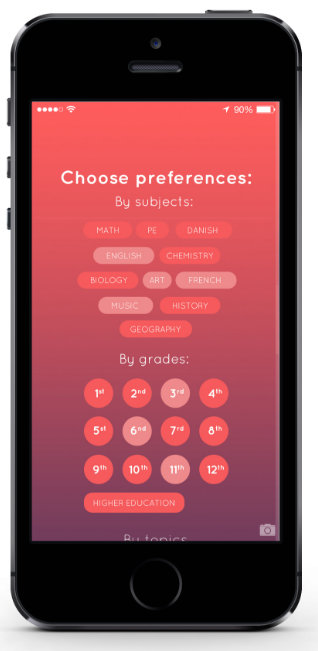 90%
Choose preferences:
By subjects:
MATH PE DANISH
ENGLISH CHEMISTRY
BIOLOGY ART FRENCH
MUSIC HISTORY
GEOGRAPHY
By grades:
1st 2nd 3rd 4th
5st 6nd 7rd 8th
9th 10th 11th 12th
HIGHER EDUCATION
By topics